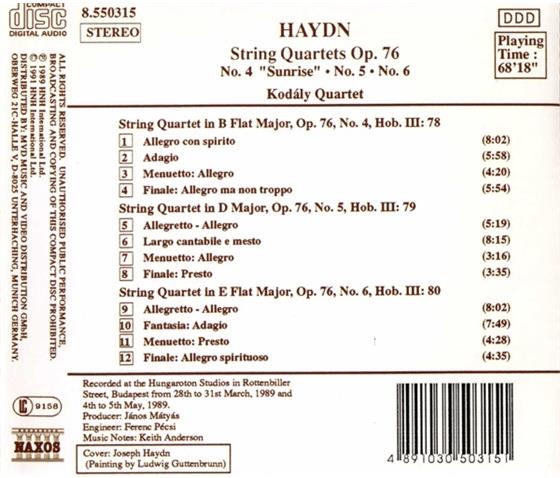 COMPACT
disc
DIGITAL AUDIO
8.550315
STEREO
HAYDN
String Quartets Op. 76
No. 4 "Sunrise" • No. 5 • No. 6
Kodály Quartet
DDD
Playing
Time :
68'18"
String Quartet in B Flat Major, Op. 76, No. 4, Hob. III: 78
1 Allegro con spirito (8:02)
2 Adagio (5:58)
3 Menuetto: Allegro (4:20)
4 Finale: Allegro ma non troppo (5:54)
String Quartet in D Major, Op. 76, No. 5, Hob. III: 79
5 Allegretto - Allegro (5:19)
6 Largo cantabile e mesto (8:15)
7 Menuetto: Allegro (3:16)
8 Finale: Presto (3:35)
String Quartet in E Flat Major, Op. 76, No. 6, Hob. III: 80
9 Allegretto - Allegro (8:02)
10 Fantasia: Adagio (7:49)
11 Menuetto: Presto (4:28)
12 Finale: Allegro spirituoso (4:35)
Recorded at the Hungaroton Studios in Rottenbiller
Street, Budapest from 28th to 31st March, 1989 and
4th to 5th May, 1989.
Producer: János Mátyás
Engineer: Ferenc Pécsi
Music Notes: Keith Anderson
Cover: Joseph Haydn
(Painting by Ludwig Guttenbrunn)
4 891030 503151
ALL RIGHTS RESERVED. UNAUTHORISED PUBLIC PERFORMANCE,
BROADCASTING AND COPYING OF THIS COMPACT DISC PROHIBITED.
℗ 1989 HNH International Ltd.
© 1991 HNH International Ltd.
DISTRIBUTED BY: MVD MUSIC AND VIDEO DISTRIBUTION GMbH,
OBERWEG 21C-HALLE V, D-8025 UNTERHACHING, MUNICH GERMANY.
LC 9158
NAXOS